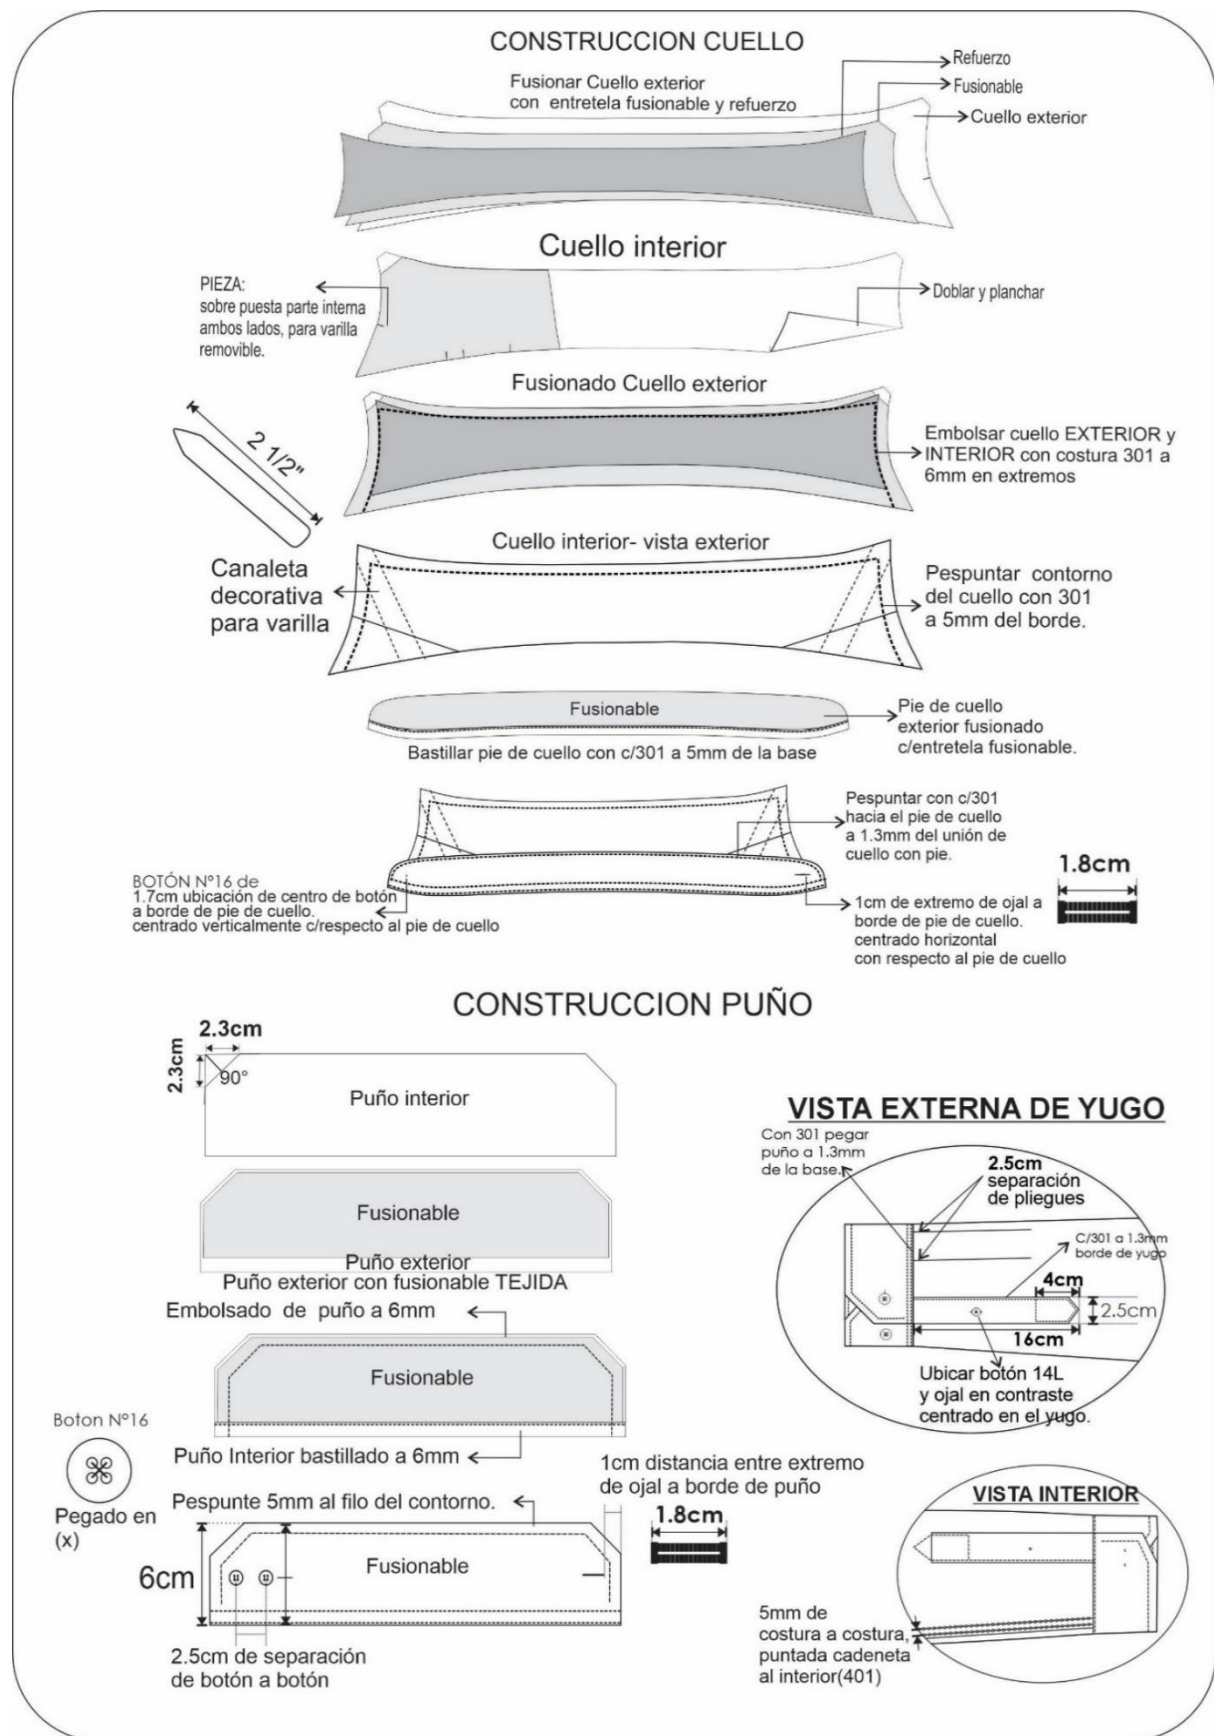 CONSTRUCCION CUELLO
Fusionar Cuello exterior
con entretela fusionable y refuerzo
Refuerzo
Fusionable
Cuello exterior
Cuello interior
PIEZA:
sobre puesta parte interna
ambos lados, para varilla
removible.
Doblar y planchar
Fusionado Cuello exterior
2 1/2"
Embolsar cuello EXTERIOR y
INTERIOR con costura 301 a
6mm en extremos
Cuello interior- vista exterior
Canaleta
decorativa
para varilla
Pespuntar contorno
del cuello con 301
a 5mm del borde.
Fusionable
Pie de cuello
exterior fusionado
c/entretela fusionable.
Bastillar pie de cuello con c/301 a 5mm de la base
Pespuntar con c/301
hacia el pie de cuello
a 1.3mm del unión de
cuello con pie.
1.8cm
BOTÓN Nº16 de
1.7cm ubicación de centro de botón
a borde de pie de cuello.
centrado verticalmente c/respecto al pie de cuello
1cm de extremo de ojal a
borde de pie de cuello.
centrado horizontal
con respecto al pie de cuello
CONSTRUCCION PUÑO
2.3cm
2.3cm
90°
Puño interior
Fusionable
Puño exterior
Puño exterior con fusionable TEJIDA
Embolsado de puño a 6mm
Fusionable
Boton Nº16
Pegado en
(x)
Puño Interior bastillado a 6mm
Pespunte 5mm al filo del contorno.
1cm distancia entre extremo
de ojal a borde de puño
1.8cm
6cm
Fusionable
2.5cm de separación
de botón a botón
VISTA EXTERNA DE YUGO
Con 301 pegar
puño a 1.3mm
de la base.
2.5cm
separación
de pliegues
C/301 a 1.3mm
borde de yugo
4cm
2.5cm
16cm
Ubicar botón 14L
y ojal en contraste
centrado en el yugo.
VISTA INTERIOR
5mm de
costura a costura,
puntada cadeneta
al interior(401)